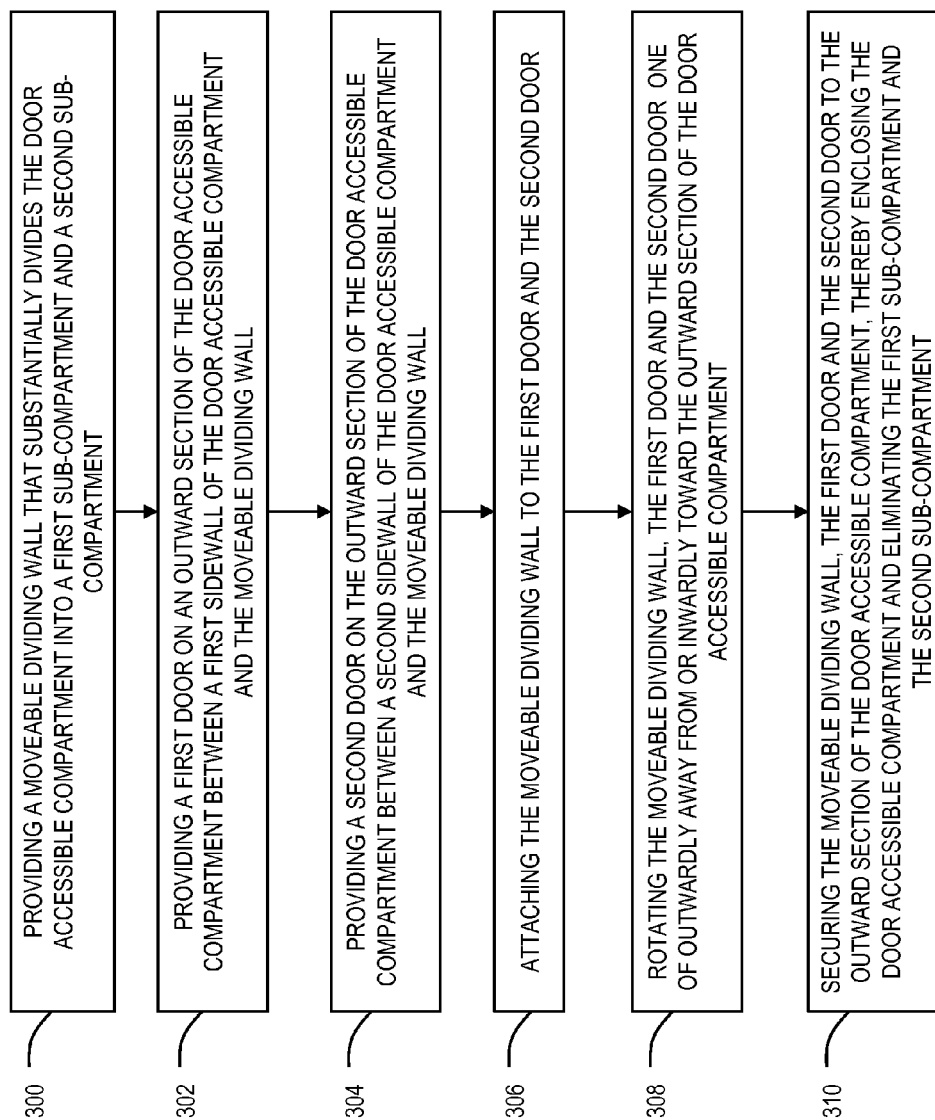 300
PROVIDING A MOVEABLE DIVIDING WALL THAT SUBSTANTIALLY DIVIDES THE DOOR
ACCESSIBLE COMPARTMENT INTO A FIRST SUB-COMPARTMENT AND A SECOND SUB-
COMPARTMENT
302
PROVIDING A FIRST DOOR ON AN OUTWARD SECTION OF THE DOOR ACCESSIBLE
COMPARTMENT BETWEEN A FIRST SIDEWALL OF THE DOOR ACCESSIBLE COMPARTMENT
AND THE MOVEABLE DIVIDING WALL
304
PROVIDING A SECOND DOOR ON THE OUTWARD SECTION OF THE DOOR ACCESSIBLE
COMPARTMENT BETWEEN A SECOND SIDEWALL OF THE DOOR ACCESSIBLE COMPARTMENT
AND THE MOVEABLE DIVIDING WALL
306
ATTACHING THE MOVEABLE DIVIDING WALL TO THE FIRST DOOR AND THE SECOND DOOR
308
ROTATING THE MOVEABLE DIVIDING WALL, THE FIRST DOOR AND THE SECOND DOOR ONE
OF OUTWARDLY AWAY FROM OR INWARDLY TOWARD THE OUTWARD SECTION OF THE DOOR
ACCESSIBLE COMPARTMENT
310
SECURING THE MOVEABLE DIVIDING WALL, THE FIRST DOOR AND THE SECOND DOOR TO THE
OUTWARD SECTION OF THE DOOR ACCESSIBLE COMPARTMENT, THEREBY ENCLOSING THE
DOOR ACCESSIBLE COMPARTMENT AND ELIMINATING THE FIRST SUB-COMPARTMENT AND
THE SECOND SUB-COMPARTMENT